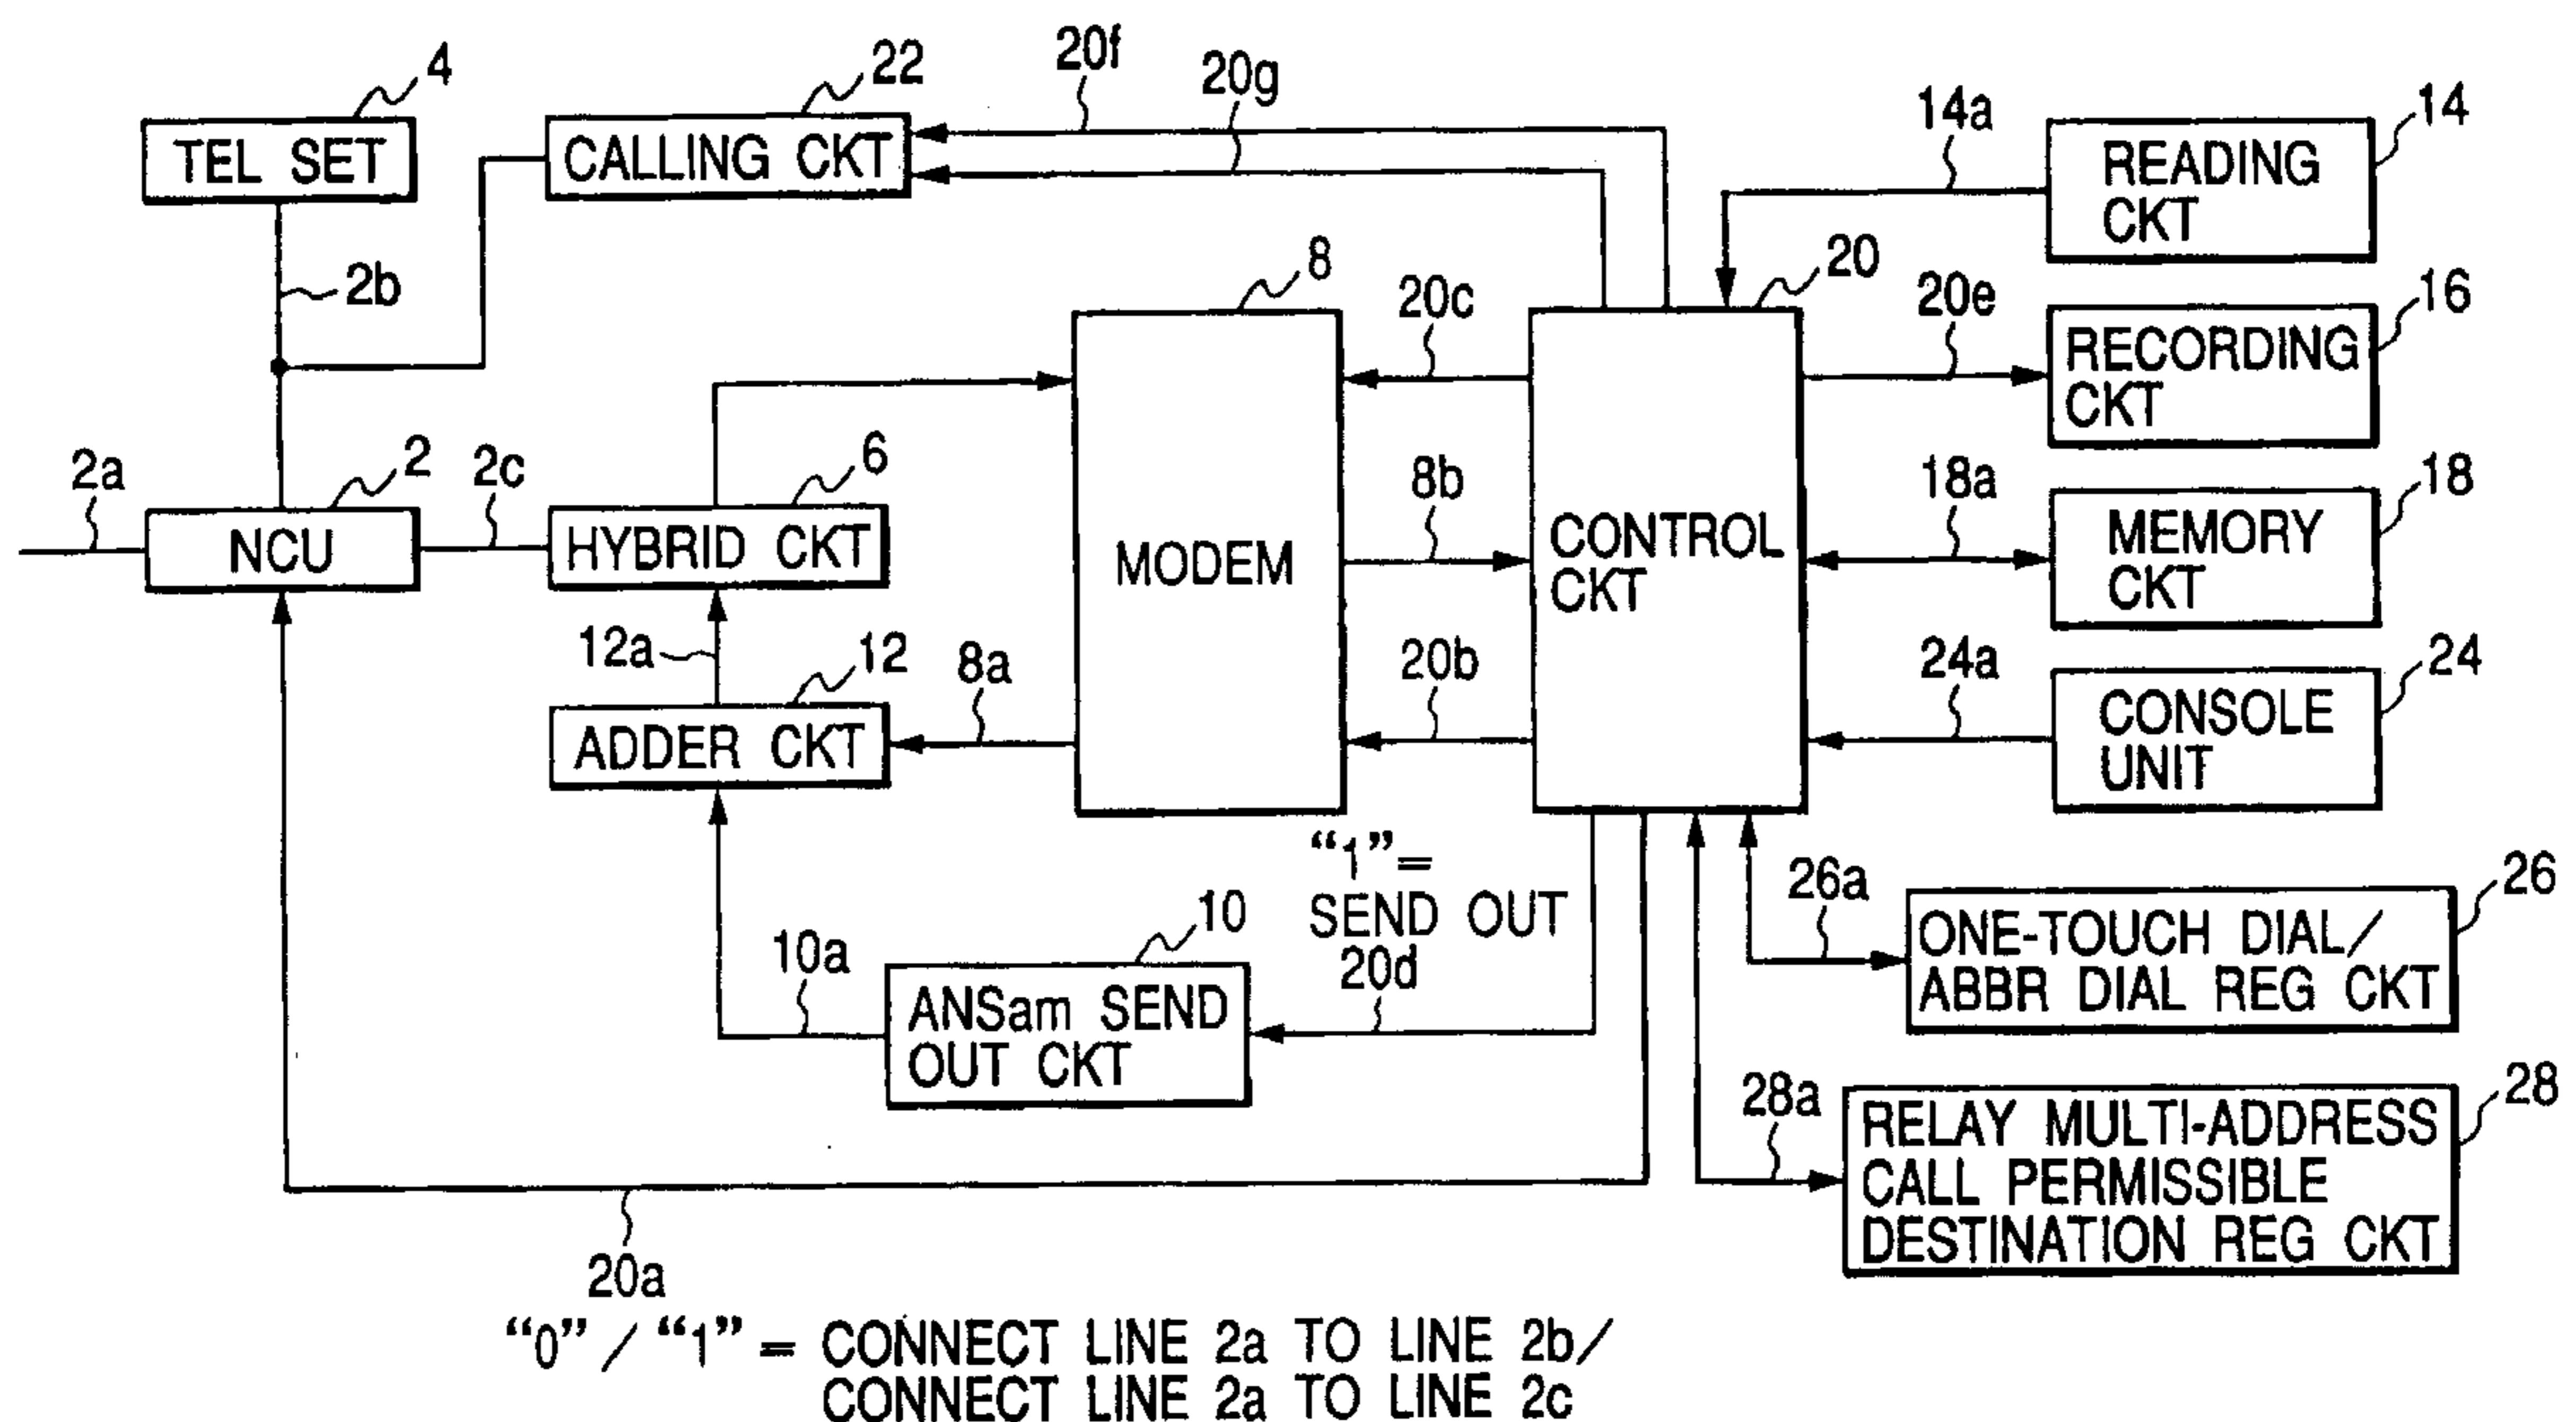 4
22
20f
20g
14a
14
TEL SET
CALLING CKT
READING
CKT
2b
8
20c
20
20e
16
RECORDING
CKT
2a
2
2c
6
8b
18a
18
NCU
HYBRID CKT
MODEM
CONTROL
CKT
MEMORY
CKT
12a
12
8a
20b
24a
24
ADDER CKT
CONSOLE
UNIT
"1"=
SEND OUT
20d
10a
10
ANSam SEND
OUT CKT
26a
26
ONE-TOUCH DIAL/
ABBR DIAL REG CKT
28a
28
RELAY MULTI-ADDRESS
CALL PERMISSIBLE
DESTINATION REG CKT
20a
"0" / "1" = CONNECT LINE 2a TO LINE 2b/
CONNECT LINE 2a TO LINE 2c